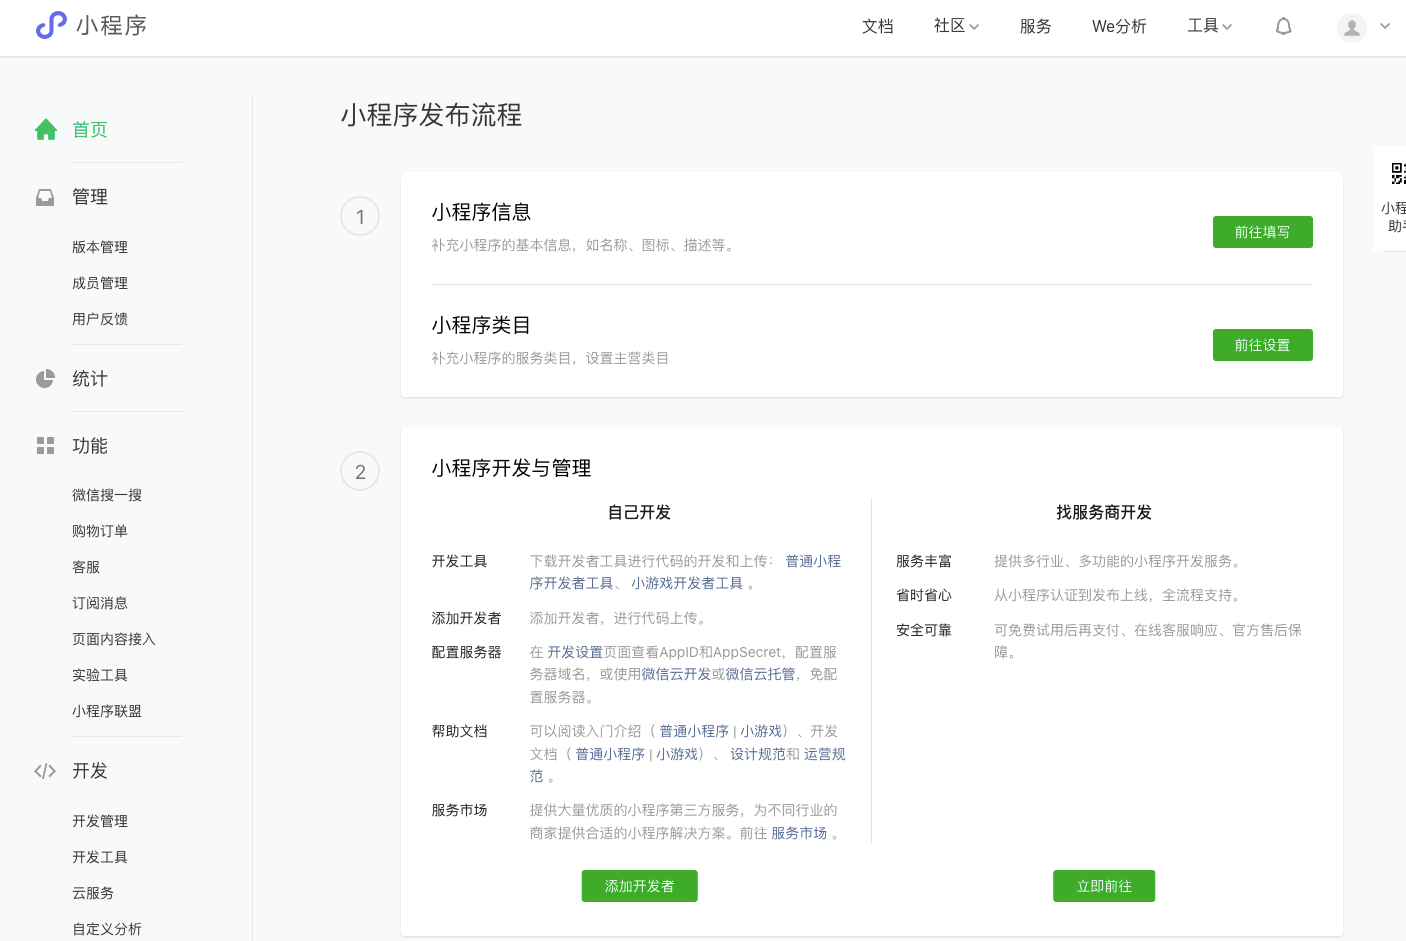 小程序
文档
社区
服务
We分析
工具
首页
管理
版本管理
成员管理
用户反馈
统计
功能
微信搜一搜
购物订单
客服
订阅消息
页面内容接入
实验工具
小程序联盟
开发
开发管理
开发工具
云服务
自定义分析
小程序发布流程
1
小程序信息
补充小程序的基本信息，如名称、图标、描述等。
前往填写
小程序类目
补充小程序的服务类目，设置主营类目
前往设置
2
小程序开发与管理
自己开发
开发工具
下载开发者工具进行代码的开发和上传： 普通小程
序开发者工具、 小游戏开发者工具 。
添加开发者
添加开发者，进行代码上传。
配置服务器
在 开发设置页面查看AppID和AppSecret，配置服
务器域名，或使用微信云开发或微信云托管，免配
置服务器。
帮助文档
可以阅读入门介绍（ 普通小程序 | 小游戏）、开发
文档（ 普通小程序 | 小游戏）、 设计规范和 运营规
范 。
服务市场
提供大量优质的小程序第三方服务，为不同行业的
商家提供合适的小程序解决方案。前往 服务市场 。
添加开发者
找服务商开发
服务丰富
提供多行业、多功能的小程序开发服务。
省时省心
从小程序认证到发布上线，全流程支持。
安全可靠
可免费试用后再支付、在线客服响应、官方售后保
障。
立即前往
小程
助